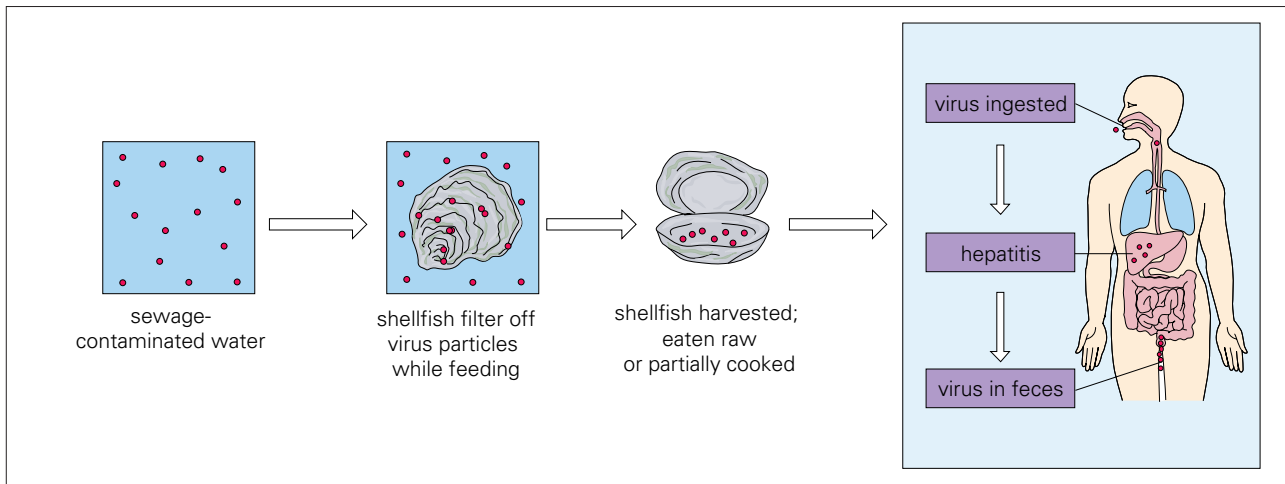 sewage-
contaminated water
shellfish filter off
virus particles
while feeding
shellfish harvested;
eaten raw
or partially cooked
virus ingested
hepatitis
virus in feces